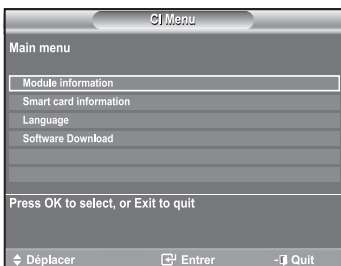 CI Menu
Main menu
Module information
Smart card information
Language
Software Download
Press OK to select, or Exit to quit
Déplacer Entrer Quit